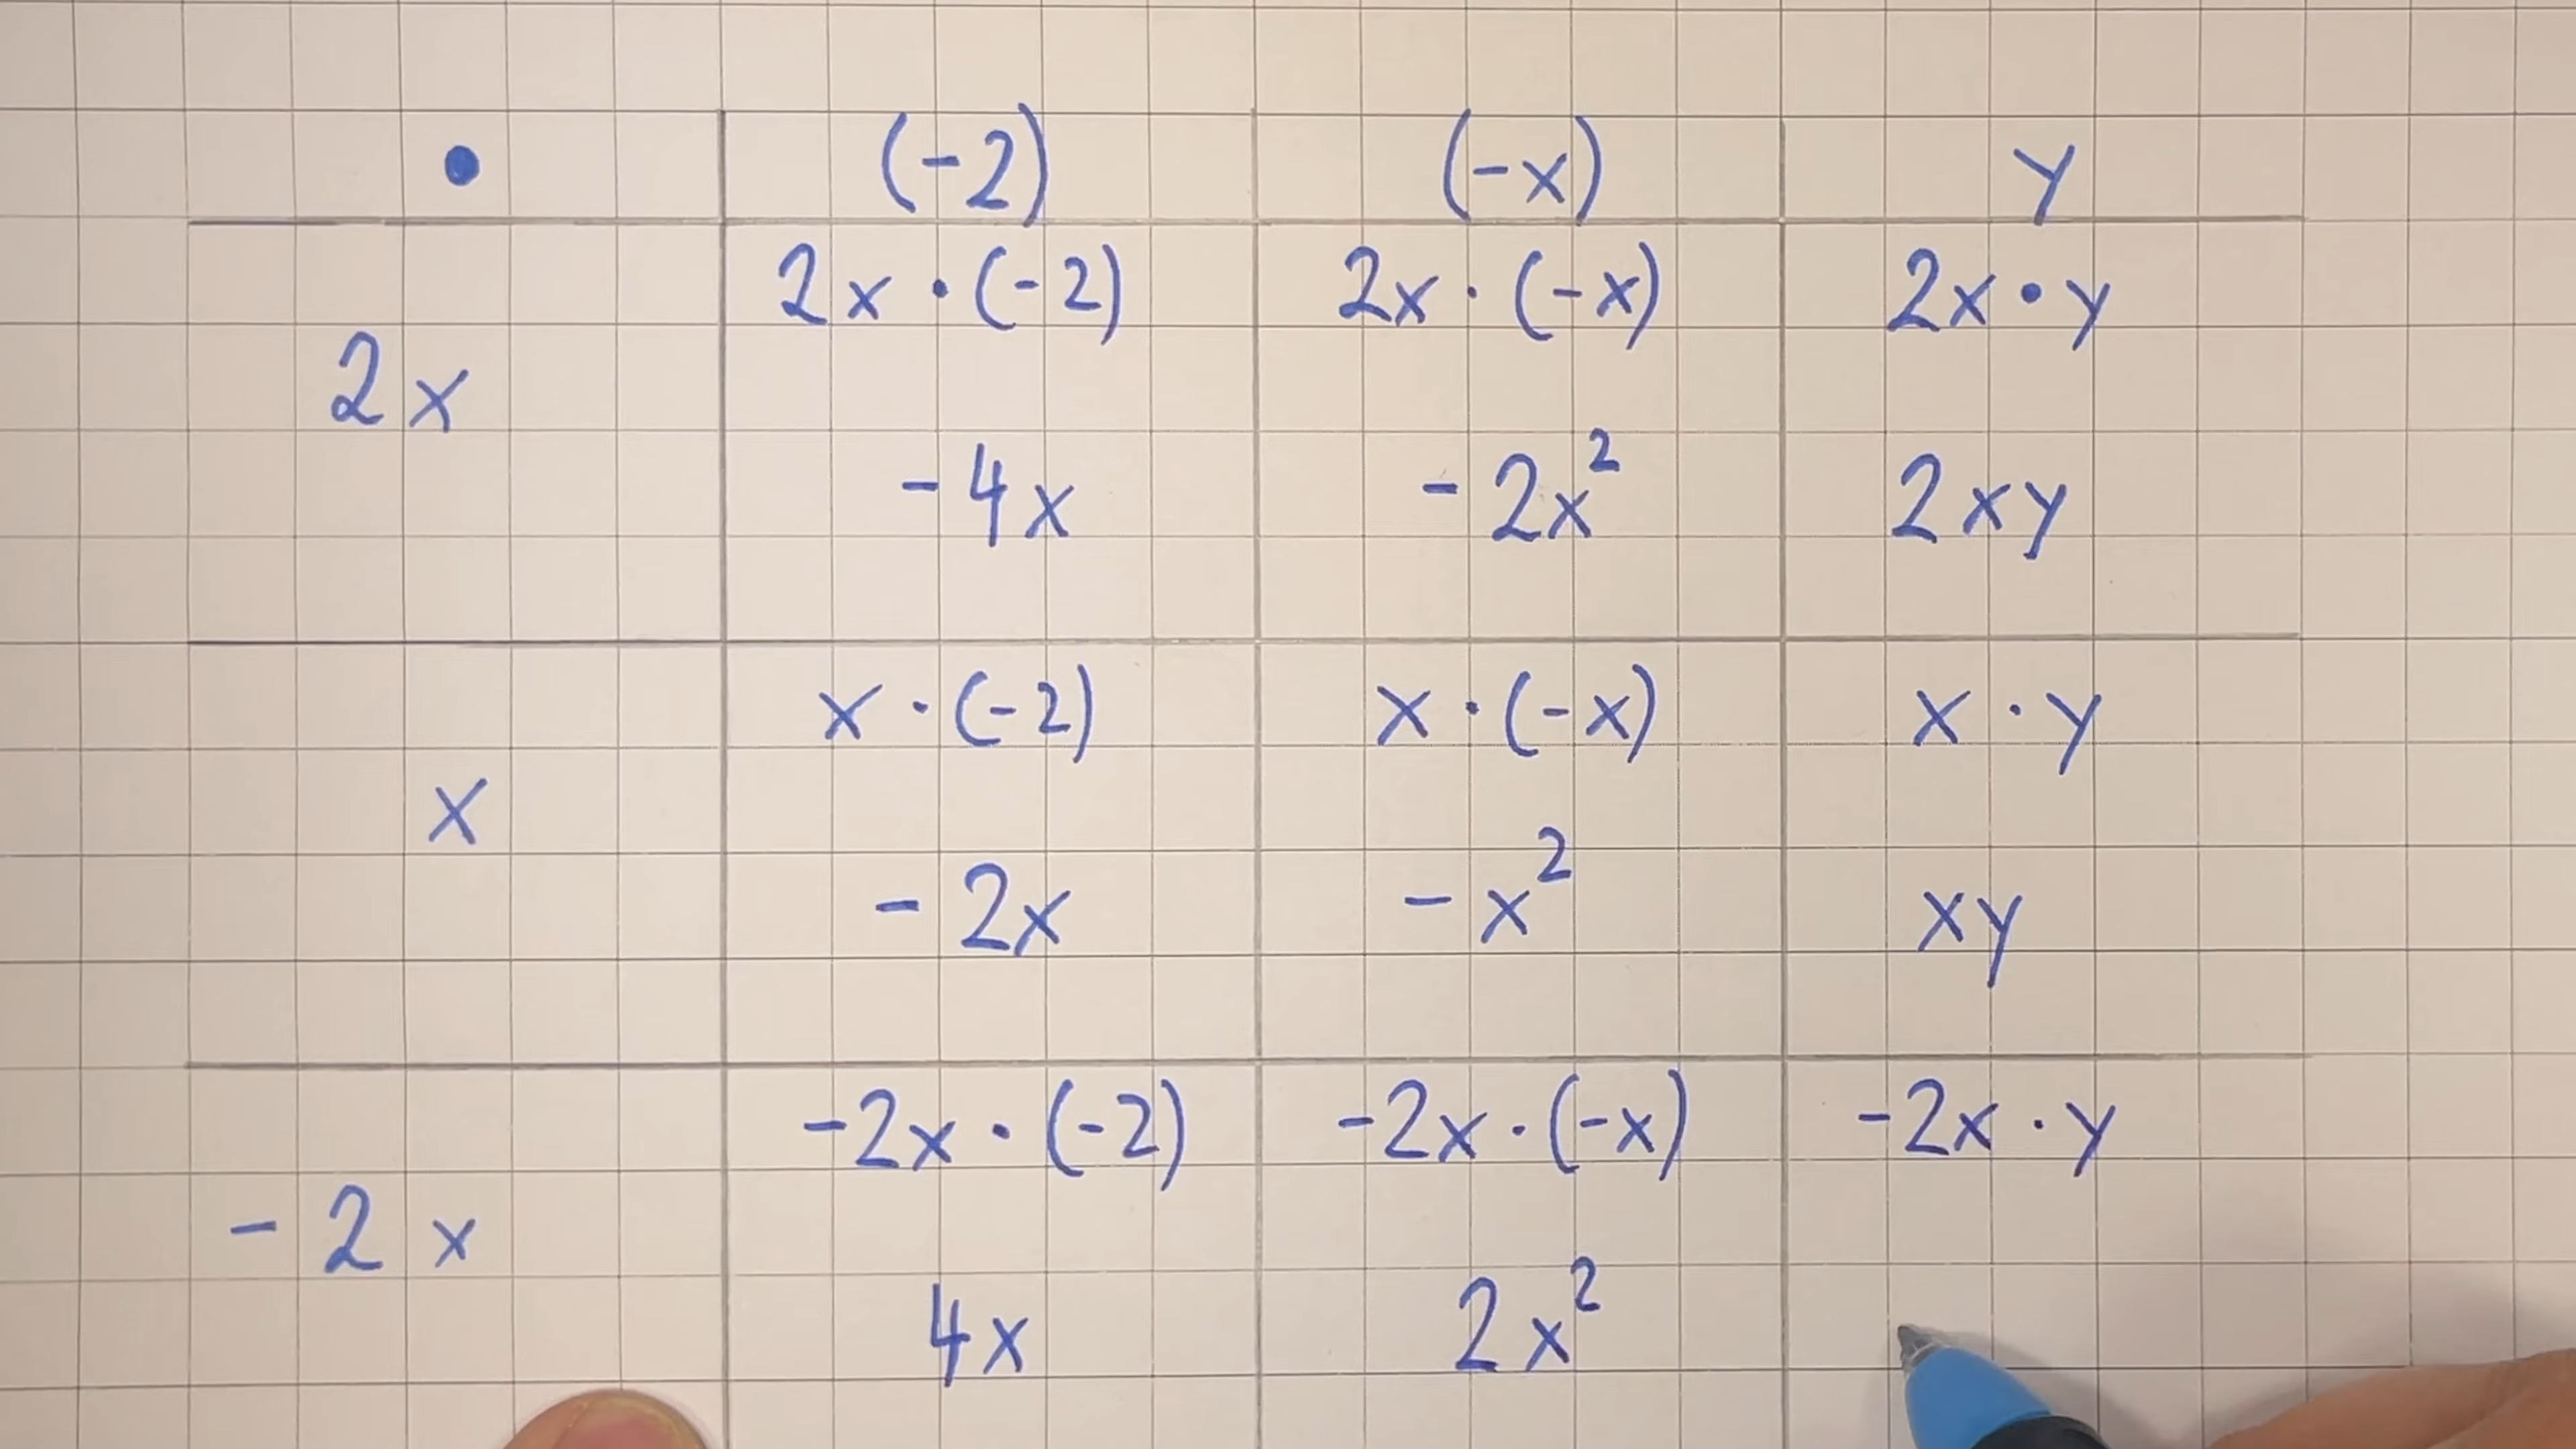 • (-2) (-x) y
2x · (-2) 2x · (-x) 2x · y
2x
-4x -2x² 2xy
x · (-2) x · (-x) x · y
x
-2x -x² xy
-2x · (-2) -2x · (-x) -2x · y
-2x
4x 2x²